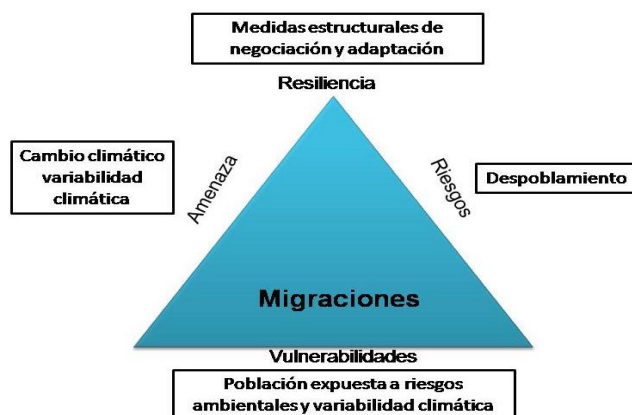 Medidas estructurales de
negociación y adaptación
Resiliencia
Cambio climático
variabilidad
climática
Amenaza
Riesgos
Despoblamiento
Migraciones
Vulnerabilidades
Población expuesta a riesgos
ambientales y variabilidad climática